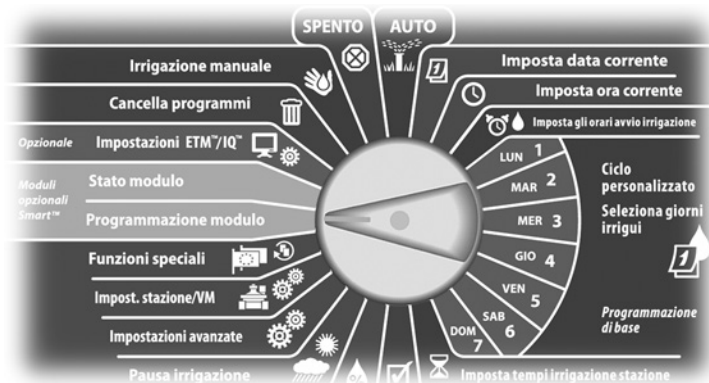 SPENTO
AUTO
Irrigazione manuale
Cancella programmi
Opzionale
Impostazioni ETM™/IQ™
Moduli
opzionali
Smart™
Stato modulo
Programmazione modulo
Funzioni speciali
Impost. stazione/VM
Impostazioni avanzate
Pausa irrigazione
Imposta data corrente
Imposta ora corrente
Imposta gli orari avvio irrigazione
LUN 1
MAR 2
MER 3
GIO 4
VEN 5
SAB 6
DOM 7
Ciclo
personalizzato
Seleziona giorni
irrigui
1
Programmazione
di base
Imposta tempi irrigazione stazione
1
%